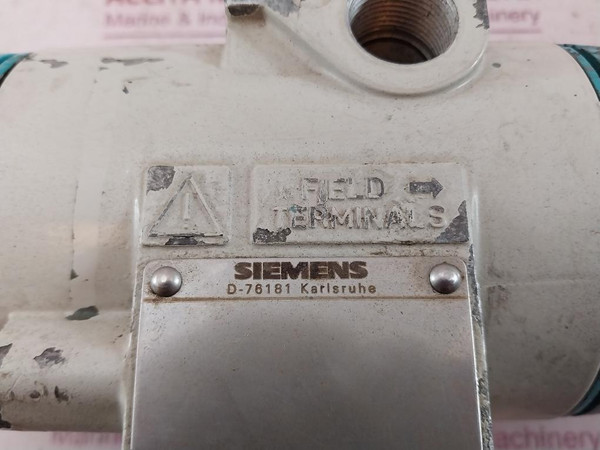 FIELD →
TERMINALS
SIEMENS
D-76181 Karlsruhe